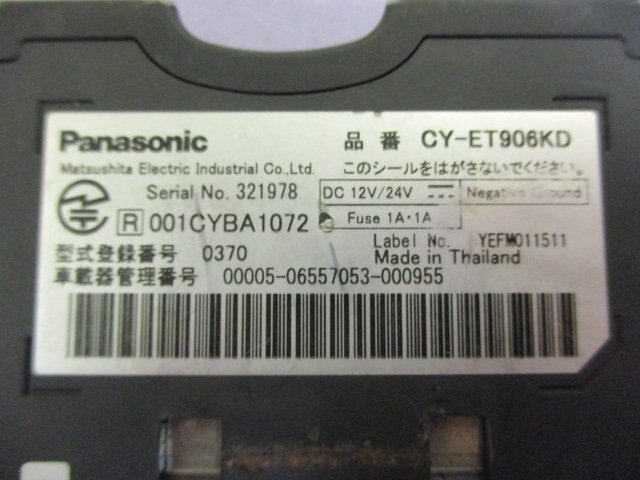 Panasonic 品番 CY-ET906KD
Matsushita Electric Industrial Co.,Ltd. このシールをはがさないでください。
Serial No. 321978 DC 12V/24V Negative Ground
R 001CYBA1072 Fuse 1A・1A
Label No. YEFM011511
型式登録番号 0370 Made in Thailand
車載器管理番号 00005-06557053-000955